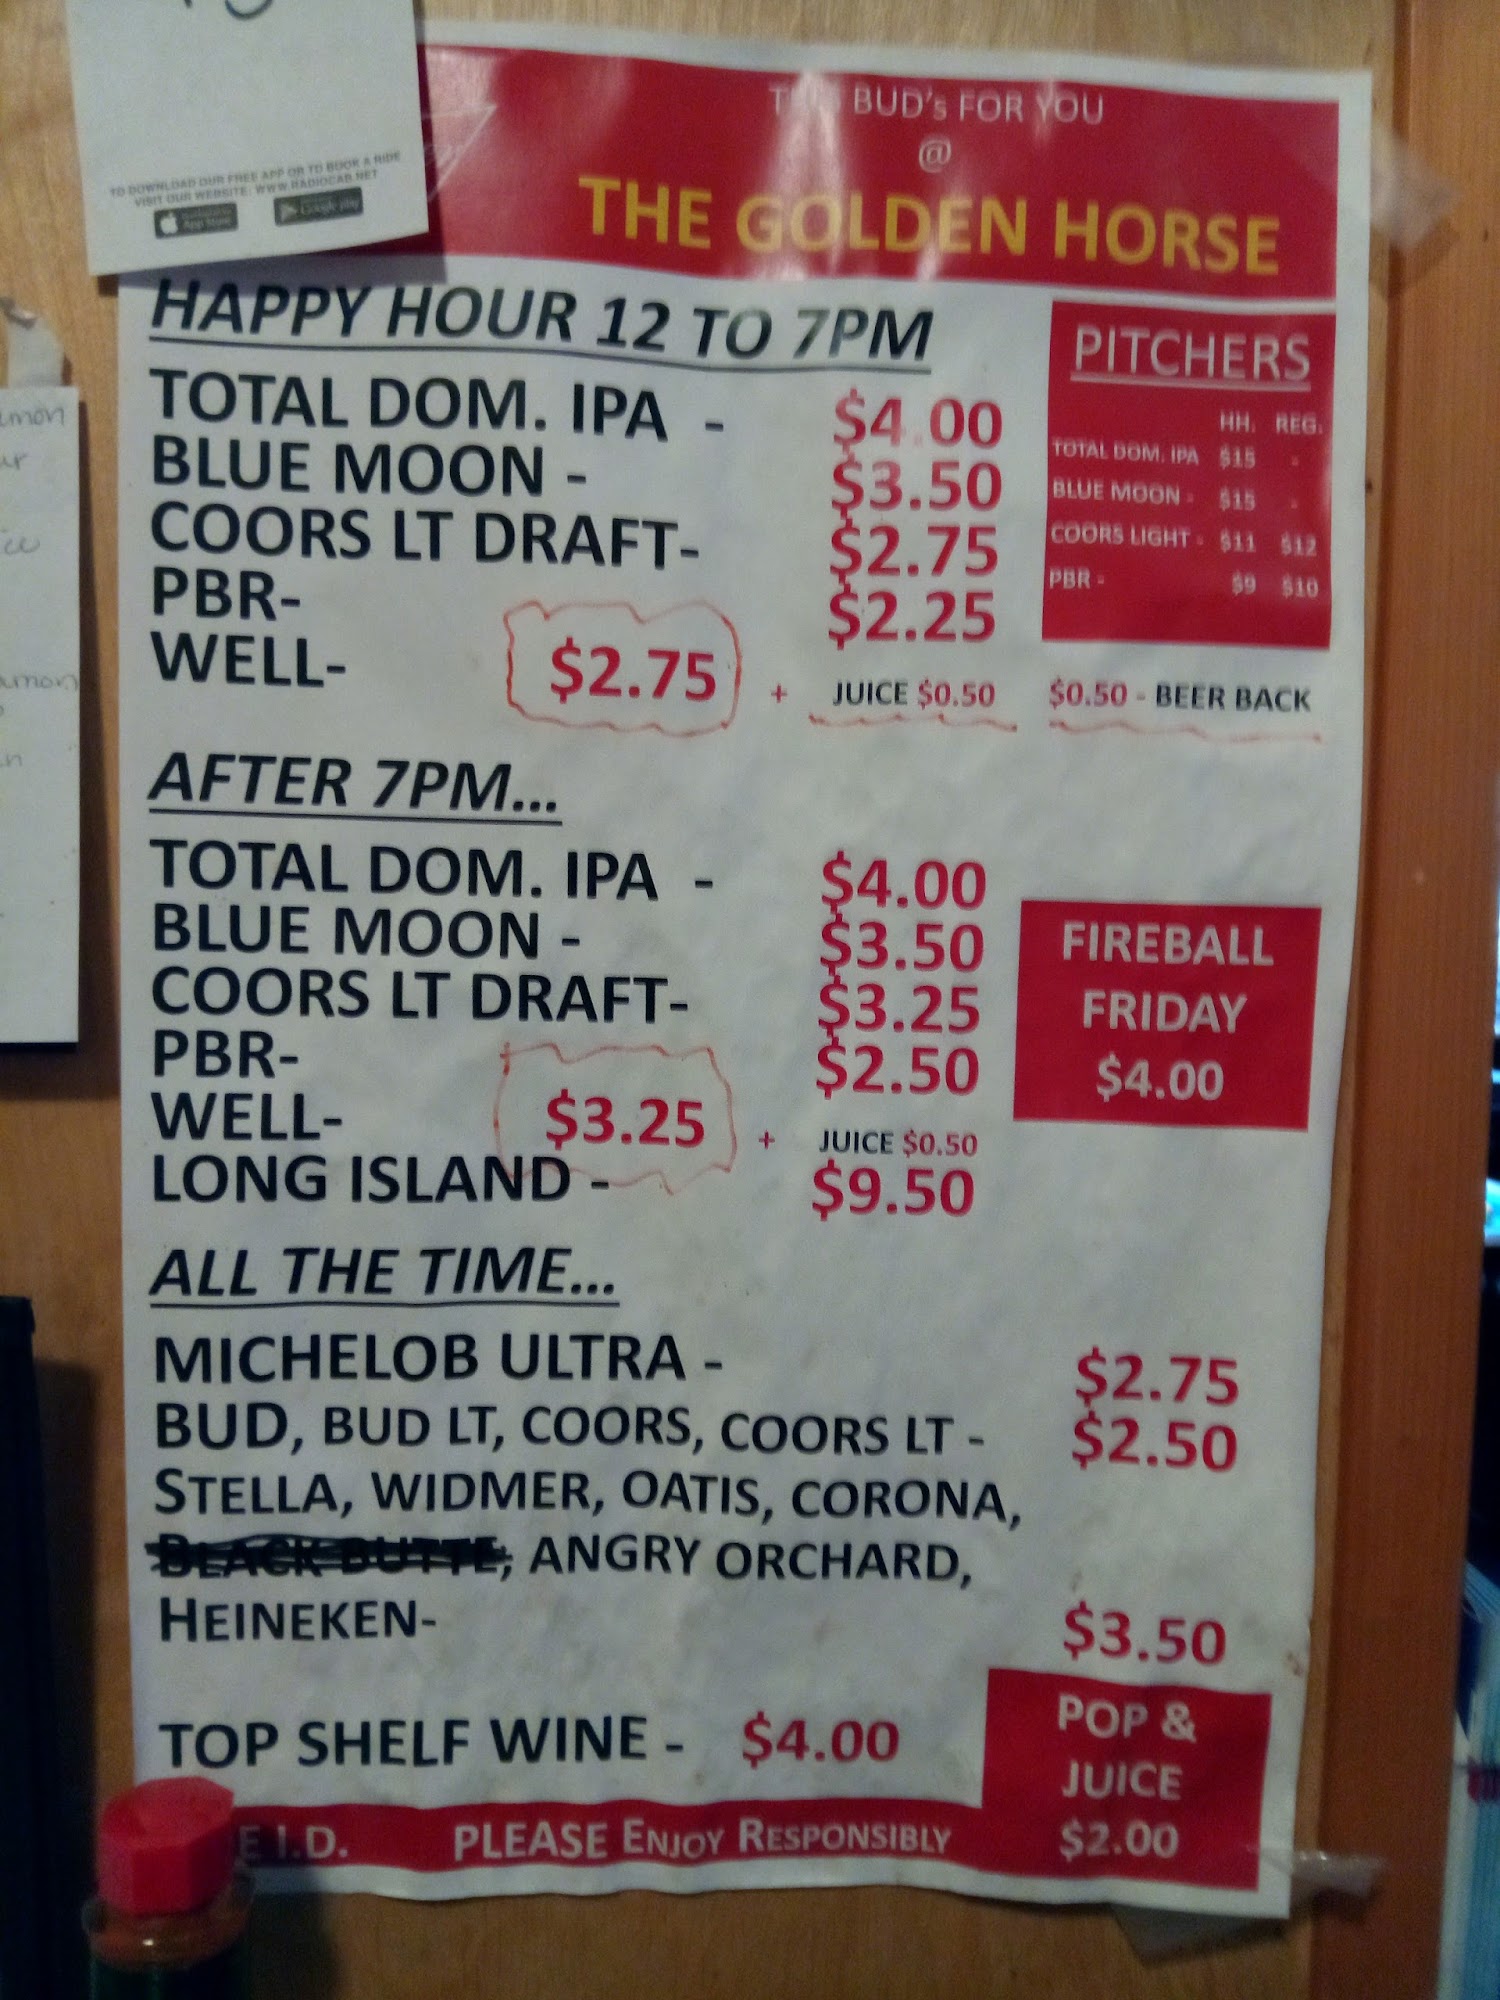 TO DOWNLOAD OUR FREE APP OR TO BOOK A RIDE
VISIT OUR WEBSITE: WWW.RADIOCAB.NET
App Store
Google play
BUD's FOR YOU
@
THE GOLDEN HORSE
HAPPY HOUR 12 TO 7PM
TOTAL DOM. IPA - $4.00
BLUE MOON - $3.50
COORS LT DRAFT- $2.75
PBR- $2.25
WELL- $2.75 + JUICE $0.50 $0.50 - BEER BACK
PITCHERS
HH. REG.
TOTAL DOM. IPA $15 -
BLUE MOON - $15 -
COORS LIGHT - $11 $12
PBR - $9 $10
AFTER 7PM...
TOTAL DOM. IPA - $4.00
BLUE MOON - $3.50
COORS LT DRAFT- $3.25
PBR- $2.50
WELL- $3.25 + JUICE $0.50
LONG ISLAND - $9.50
FIREBALL
FRIDAY
$4.00
ALL THE TIME...
MICHELOB ULTRA - $2.75
BUD, BUD LT, COORS, COORS LT - $2.50
STELLA, WIDMER, OATIS, CORONA,
BLACK BUTTE, ANGRY ORCHARD,
HEINEKEN- $3.50
TOP SHELF WINE - $4.00
POP &
JUICE
$2.00
E I.D. PLEASE ENJOY RESPONSIBLY